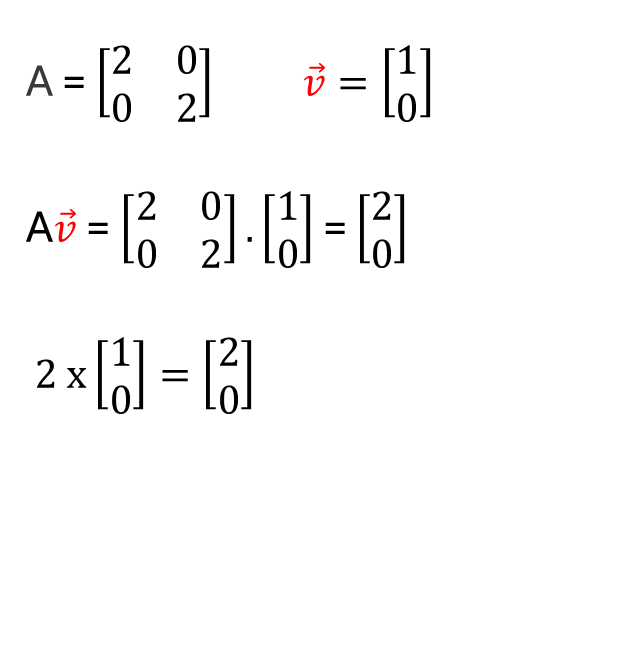 A = [2 0; 0 2] v⃗ = [1; 0]
Av⃗ = [2 0; 0 2] . [1; 0] = [2; 0]
2 x [1; 0] = [2; 0]